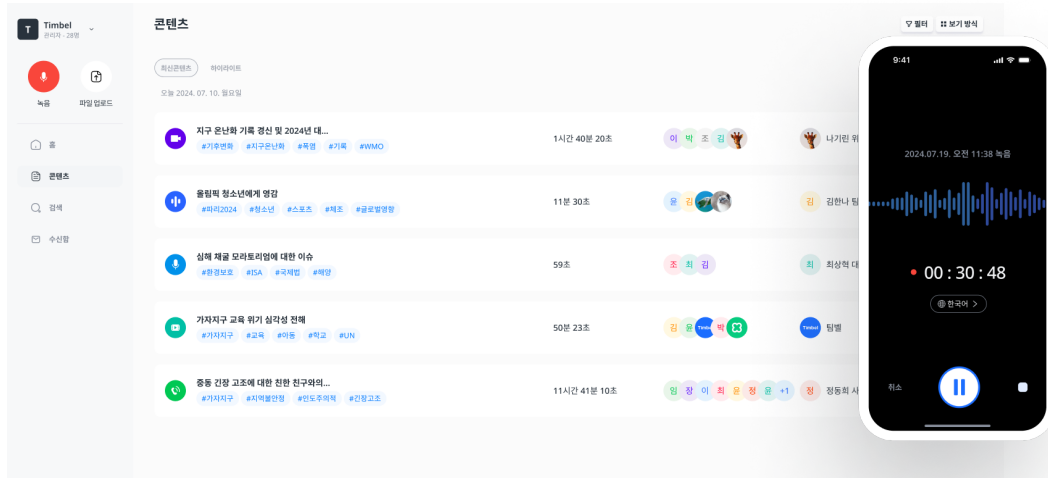 T
Timbel
관리자 · 28명
녹음
파일 업로드
홈
콘텐츠
검색
수신함
콘텐츠
필터
보기 방식
최신콘텐츠
하이라이트
오늘 2024. 07. 10. 월요일
지구 온난화 기록 경신 및 2024년 대...
#기후변화 #지구온난화 #폭염 #기록 #WMO
1시간 40분 20초
이 박 조 김
나기린 위
올림픽 청소년에게 영감
#파리2024 #청소년 #스포츠 #체조 #글로벌영향
11분 30초
윤 김
김 김한나 팀
심해 채굴 모라토리엄에 대한 이슈
#환경보호 #ISA #국제법 #해양
59초
조 최 김
최 최상혁 대
가자지구 교육 위기 심각성 전해
#가자지구 #교육 #아동 #학교 #UN
50분 23초
김 윤 Timbel 박
Timbel 팀벨
중동 긴장 고조에 대한 친한 친구와의...
#가자지구 #지역불안정 #인도주의적 #긴장고조
11시간 41분 10초
임 장 이 최 윤 정 윤 +1
정 정동희 사
9:41
2024.07.19. 오전 11:38 녹음
00 : 30 : 48
한국어 >
취소